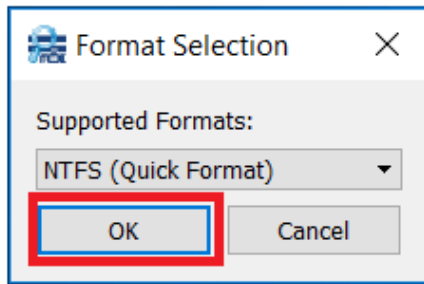 Format Selection
Supported Formats:
NTFS (Quick Format)
OK Cancel